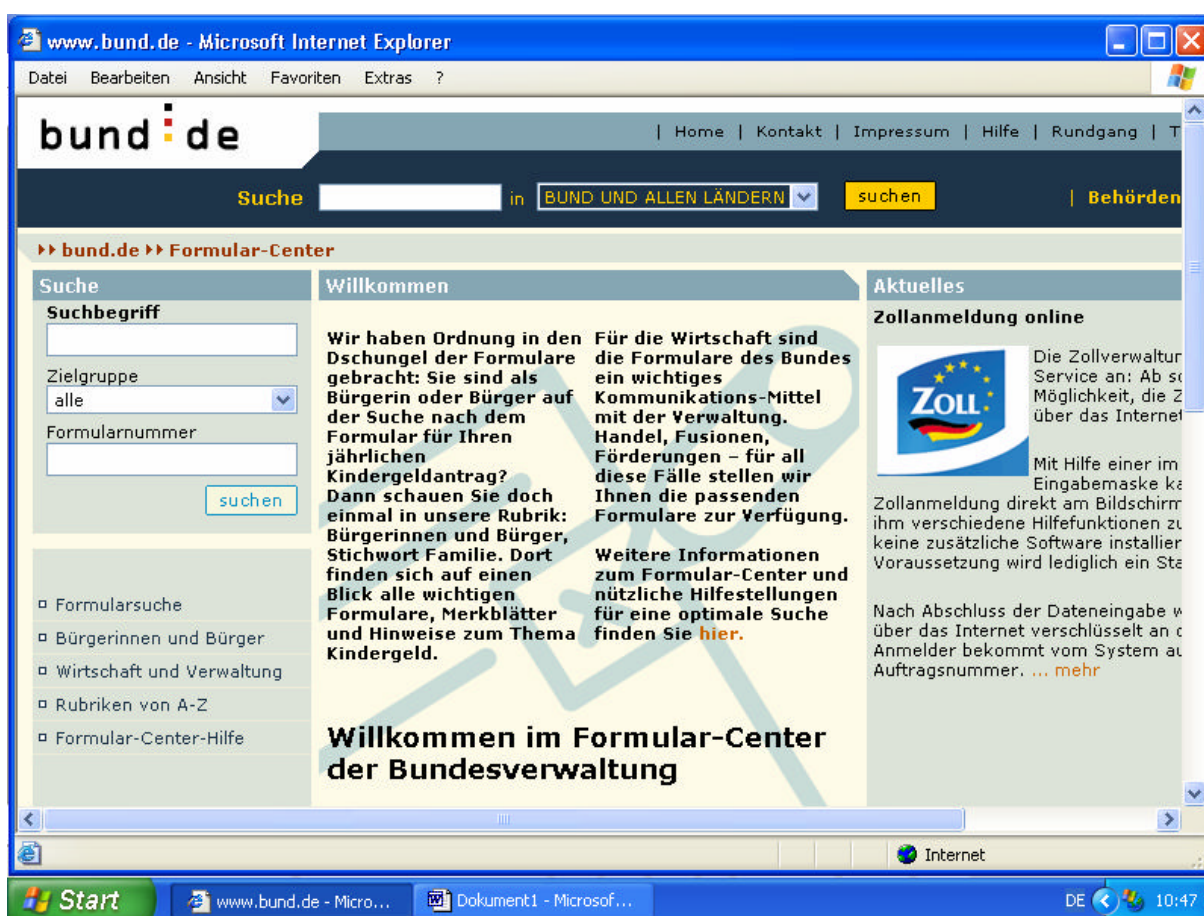 www.bund.de - Microsoft Internet Explorer
Datei Bearbeiten Ansicht Favoriten Extras ?
bund de
| Home | Kontakt | Impressum | Hilfe | Rundgang | T
Suche in BUND UND ALLEN LÄNDERN suchen | Behörden
bund.de Formular-Center
Suche
Suchbegriff
Zielgruppe
alle
Formularnummer
suchen
Formularsuche
Bürgerinnen und Bürger
Wirtschaft und Verwaltung
Rubriken von A-Z
Formular-Center-Hilfe
Willkommen
Wir haben Ordnung in den
Dschungel der Formulare
gebracht: Sie sind als
Bürgerin oder Bürger auf
der Suche nach dem
Formular für Ihren
jährlichen
Kindergeldantrag?
Dann schauen Sie doch
einmal in unsere Rubrik:
Bürgerinnen und Bürger,
Stichwort Familie. Dort
finden sich auf einen
Blick alle wichtigen
Formulare, Merkblätter
und Hinweise zum Thema
Kindergeld.
Für die Wirtschaft sind
die Formulare des Bundes
ein wichtiges
Kommunikations-Mittel
mit der Verwaltung.
Handel, Fusionen,
Förderungen – für all
diese Fälle stellen wir
Ihnen die passenden
Formulare zur Verfügung.
Weitere Informationen
zum Formular-Center und
nützliche Hilfestellungen
für eine optimale Suche
finden Sie hier.
Willkommen im Formular-Center
der Bundesverwaltung
Aktuelles
Zollanmeldung online
ZOLL
Die Zollverwaltur
Service an: Ab so
Möglichkeit, die Z
über das Internet
Mit Hilfe einer im
Eingabemaske ka
Zollanmeldung direkt am Bildschirm
ihm verschiedene Hilfefunktionen zu
keine zusätzliche Software installier
Voraussetzung wird lediglich ein Sta
Nach Abschluss der Dateneingabe w
über das Internet verschlüsselt an d
Anmelder bekommt vom System au
Auftragsnummer. ... mehr
Internet
Start www.bund.de - Micro... Dokument1 - Microsof... DE 10:47